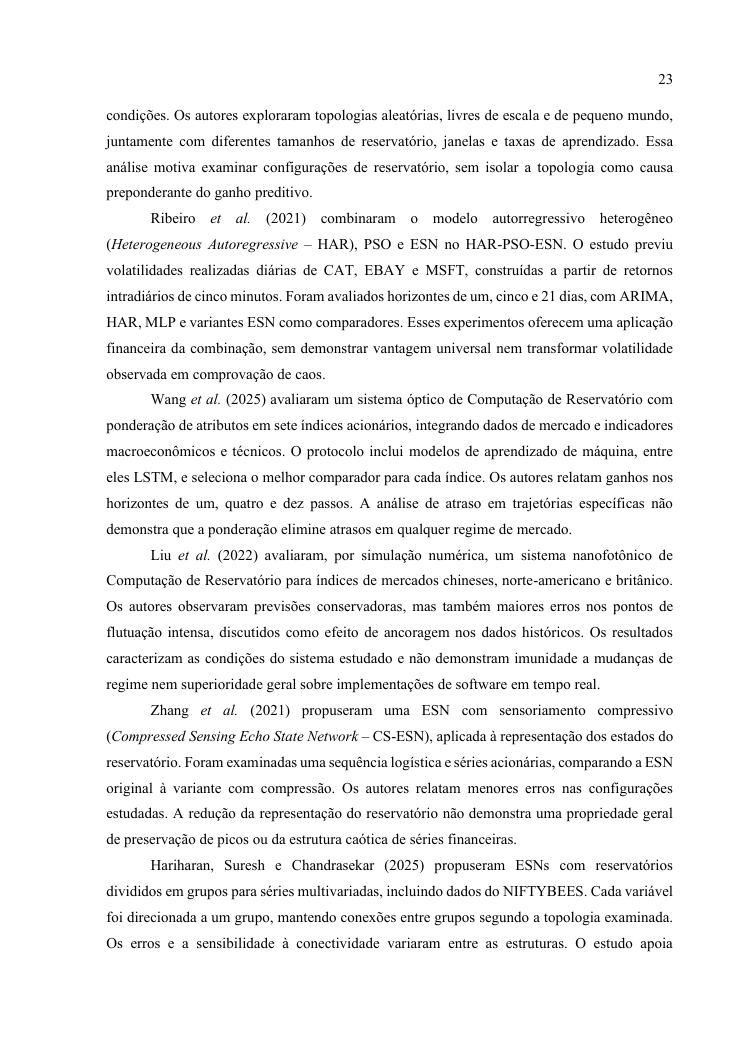 23
condições. Os autores exploraram topologias aleatórias, livres de escala e de pequeno mundo,
juntamente com diferentes tamanhos de reservatório, janelas e taxas de aprendizado. Essa
análise motiva examinar configurações de reservatório, sem isolar a topologia como causa
preponderante do ganho preditivo.
Ribeiro et al. (2021) combinaram o modelo autorregressivo heterogêneo
(Heterogeneous Autoregressive – HAR), PSO e ESN no HAR-PSO-ESN. O estudo previu
volatilidades realizadas diárias de CAT, EBAY e MSFT, construídas a partir de retornos
intradiários de cinco minutos. Foram avaliados horizontes de um, cinco e 21 dias, com ARIMA,
HAR, MLP e variantes ESN como comparadores. Esses experimentos oferecem uma aplicação
financeira da combinação, sem demonstrar vantagem universal nem transformar volatilidade
observada em comprovação de caos.
Wang et al. (2025) avaliaram um sistema óptico de Computação de Reservatório com
ponderação de atributos em sete índices acionários, integrando dados de mercado e indicadores
macroeconômicos e técnicos. O protocolo inclui modelos de aprendizado de máquina, entre
eles LSTM, e seleciona o melhor comparador para cada índice. Os autores relatam ganhos nos
horizontes de um, quatro e dez passos. A análise de atraso em trajetórias específicas não
demonstra que a ponderação elimine atrasos em qualquer regime de mercado.
Liu et al. (2022) avaliaram, por simulação numérica, um sistema nanofotônico de
Computação de Reservatório para índices de mercados chineses, norte-americano e britânico.
Os autores observaram previsões conservadoras, mas também maiores erros nos pontos de
flutuação intensa, discutidos como efeito de ancoragem nos dados históricos. Os resultados
caracterizam as condições do sistema estudado e não demonstram imunidade a mudanças de
regime nem superioridade geral sobre implementações de software em tempo real.
Zhang et al. (2021) propuseram uma ESN com sensoriamento compressivo
(Compressed Sensing Echo State Network – CS-ESN), aplicada à representação dos estados do
reservatório. Foram examinadas uma sequência logística e séries acionárias, comparando a ESN
original à variante com compressão. Os autores relatam menores erros nas configurações
estudadas. A redução da representação do reservatório não demonstra uma propriedade geral
de preservação de picos ou da estrutura caótica de séries financeiras.
Hariharan, Suresh e Chandrasekar (2025) propuseram ESNs com reservatórios
divididos em grupos para séries multivariadas, incluindo dados do NIFTYBEES. Cada variável
foi direcionada a um grupo, mantendo conexões entre grupos segundo a topologia examinada.
Os erros e a sensibilidade à conectividade variaram entre as estruturas. O estudo apoia